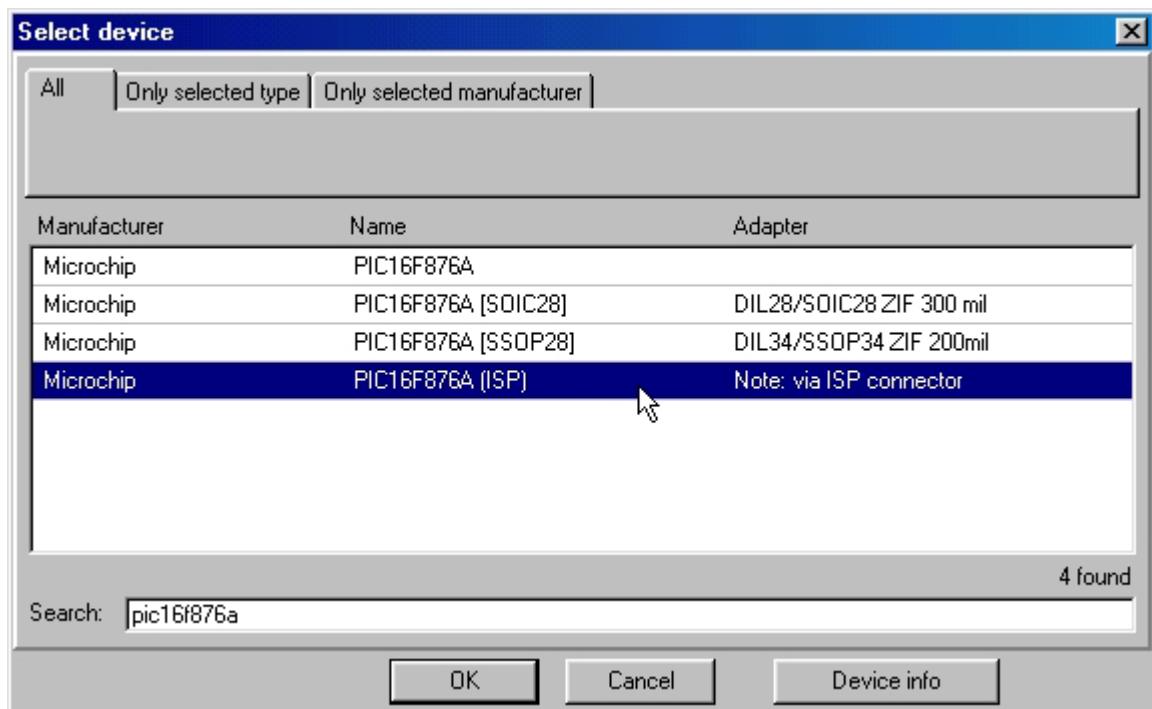 Select device
All Only selected type Only selected manufacturer
Manufacturer Name Adapter
Microchip PIC16F876A
Microchip PIC16F876A [SOIC28] DIL28/SOIC28 ZIF 300 mil
Microchip PIC16F876A [SSOP28] DIL34/SSOP34 ZIF 200mil
Microchip PIC16F876A (ISP) Note: via ISP connector
4 found
Search: pic16f876a
OK Cancel Device info